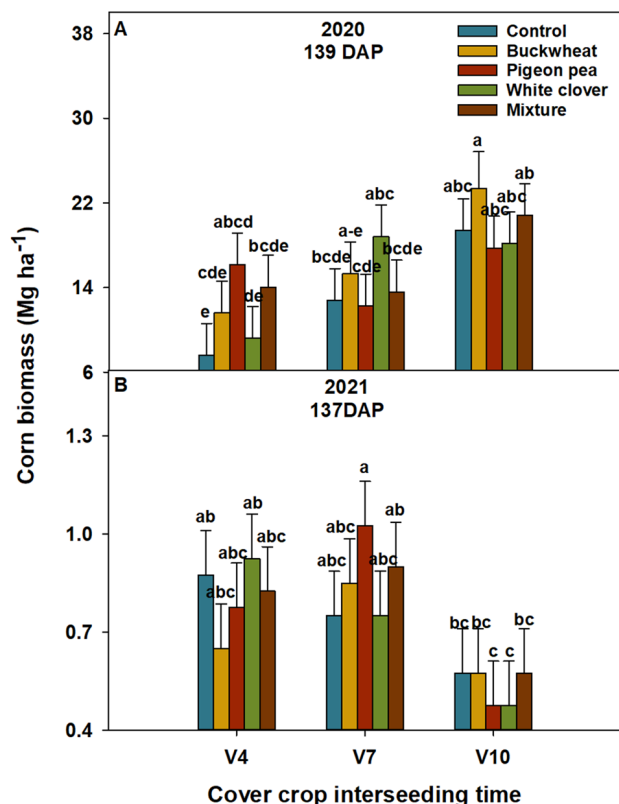 A
2020
139 DAP
Control
Buckwheat
Pigeon pea
White clover
Mixture
38
30
22
14
6
e
cde
abcd
de
bcde
bcde
a-e
cde
abc
bcde
abc
a
abc
abc
ab
B
2021
137DAP
1.3
1.0
0.7
0.4
ab
abc
abc
ab
abc
abc
abc
a
abc
ab
bc
bc
c
c
bc
V4
V7
V10
Corn biomass (Mg ha⁻¹)
Cover crop interseeding time